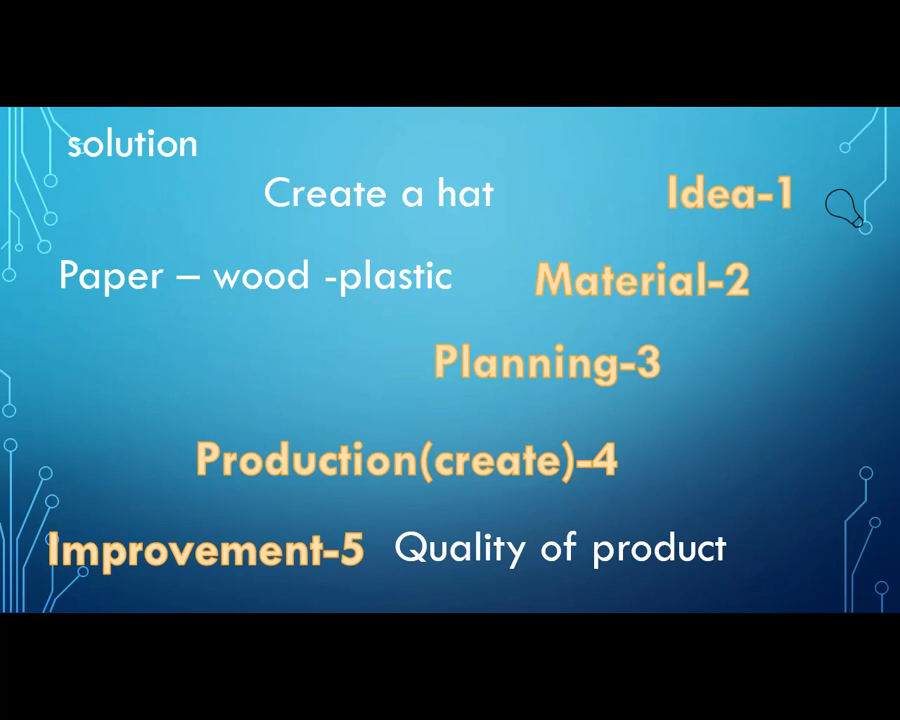 solution
Create a hat Idea-1
Paper – wood -plastic Material-2
Planning-3
Production(create)-4
Improvement-5 Quality of product